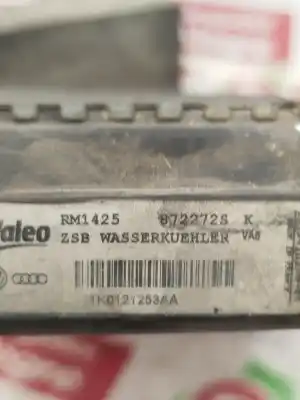 RM1425 872272S K
Valeo ZSB WASSERKUEHLER VAG
1K0121253AA